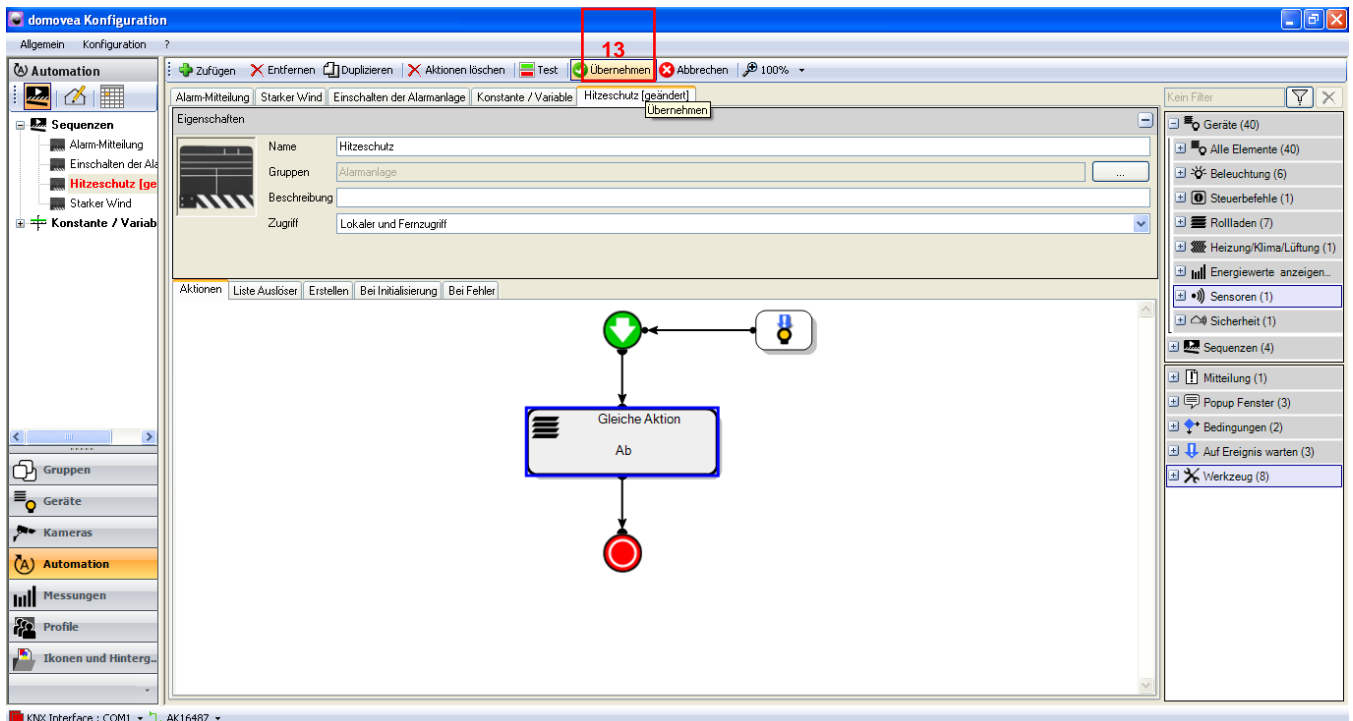 domovea Konfiguration
Allgemein Konfiguration ?
13
Automation
Zufügen Entfernen Duplizieren Aktionen löschen Test Übernehmen Abbrechen 100%
Alarm-Mitteilung Starker Wind Einschalten der Alarmanlage Konstante / Variable Hitzeschutz [geändert]
Übernehmen
Kein Filter
Sequenzen
Alarm-Mitteilung
Einschalten der Ala
Hitzeschutz [ge
Starker Wind
Konstante / Variab
Eigenschaften
Name Hitzeschutz
Gruppen Alarmanlage ...
Beschreibung
Zugriff Lokaler und Fernzugriff
Aktionen Liste Auslöser Erstellen Bei Initialisierung Bei Fehler
Gleiche Aktion
Ab
Geräte (40)
Alle Elemente (40)
Beleuchtung (6)
Steuerbefehle (1)
Rollladen (7)
Heizung/Klima/Lüftung (1)
Energiewerte anzeigen...
Sensoren (1)
Sicherheit (1)
Sequenzen (4)
Mitteilung (1)
Popup Fenster (3)
Bedingungen (2)
Auf Ereignis warten (3)
Werkzeug (8)
Gruppen
Geräte
Kameras
Automation
Messungen
Profile
Ikonen und Hinterg...
KNX Interface : COM1 AK16487